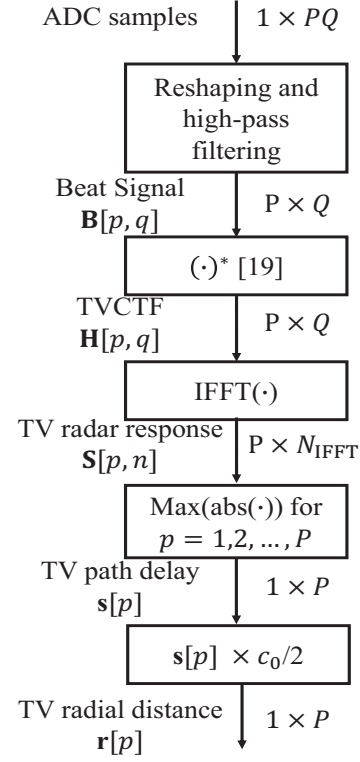 ADC samples
1 × PQ
Reshaping and
high-pass
filtering
Beat Signal
B[p, q]
P × Q
(·)* [19]
TVCTF
H[p, q]
P × Q
IFFT(·)
TV radar response
S[p, n]
P × N_IFFT
Max(abs(·)) for
p = 1,2, … , P
TV path delay
s[p]
1 × P
s[p] × c₀/2
TV radial distance
r[p]
1 × P